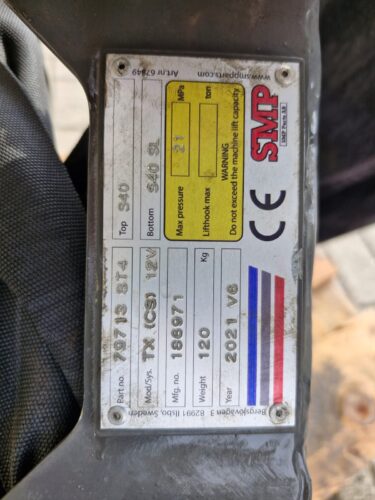 Art.nr 67849
www.smpparts.com
Top S40
Bottom S40 SL
Max pressure 21 MPa
Lifthook max ton
WARNING
Do not exceed the machine lift capacity
SMP
SMP Parts AB
CE
Part.no. 79713 ST4
Mod/Sys. TX (CS) 12V
Mfg. no. 186971
Weight 120 Kg
Year 2021 V6
Bergsjövägen 3 82991 Ilsbo, Sweden